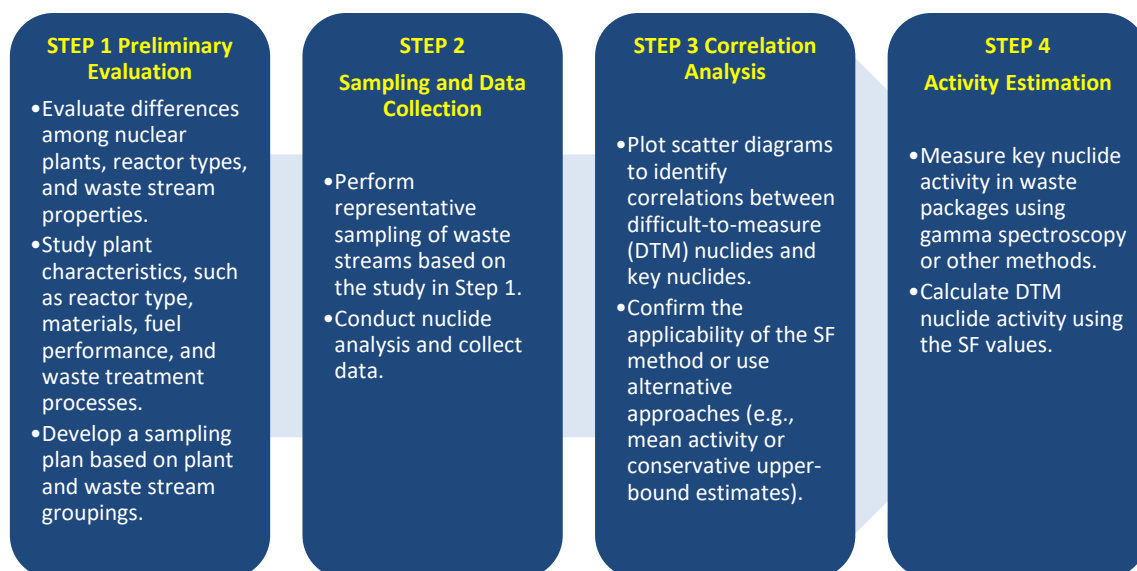 STEP 1 Preliminary
Evaluation
•Evaluate differences
among nuclear
plants, reactor types,
and waste stream
properties.
•Study plant
characteristics, such
as reactor type,
materials, fuel
performance, and
waste treatment
processes.
•Develop a sampling
plan based on plant
and waste stream
groupings.
STEP 2
Sampling and Data
Collection
•Perform
representative
sampling of waste
streams based on
the study in Step 1.
•Conduct nuclide
analysis and collect
data.
STEP 3 Correlation
Analysis
•Plot scatter diagrams
to identify
correlations between
difficult-to-measure
(DTM) nuclides and
key nuclides.
•Confirm the
applicability of the SF
method or use
alternative
approaches (e.g.,
mean activity or
conservative upper-
bound estimates).
STEP 4
Activity Estimation
•Measure key nuclide
activity in waste
packages using
gamma spectroscopy
or other methods.
•Calculate DTM
nuclide activity using
the SF values.